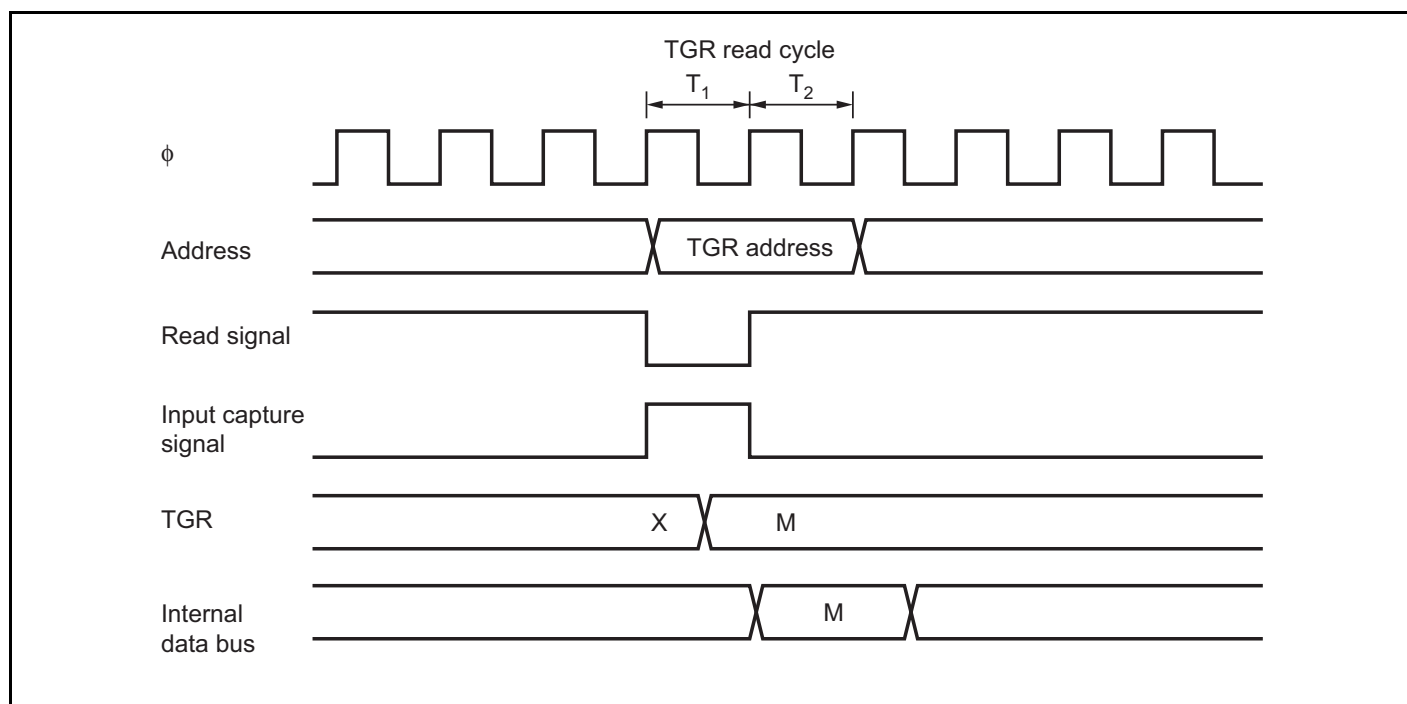 TGR read cycle
T1 T2
ϕ
Address
TGR address
Read signal
Input capture
signal
TGR
X M
Internal
data bus
M